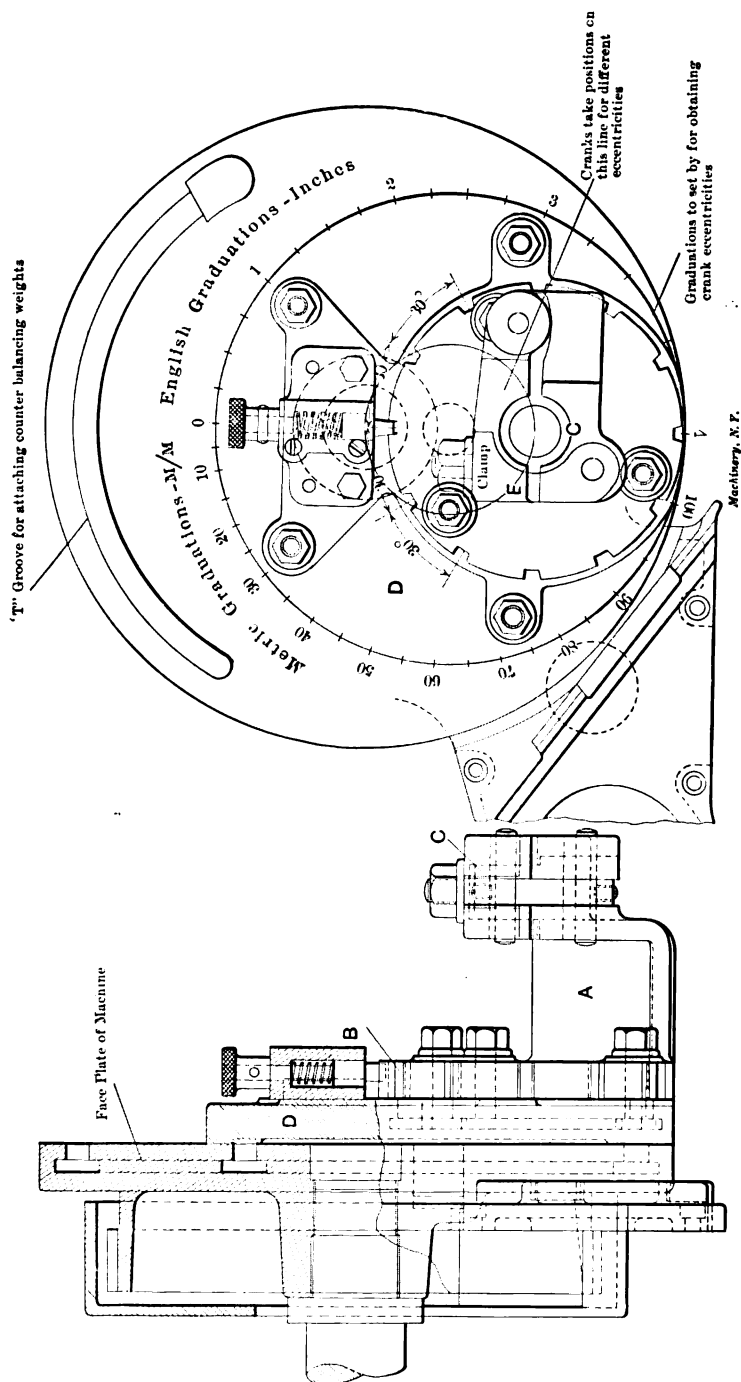 'T" Groove for attaching counter balancing weights
Metric Graduations-M/M English Graduations-Inches
10
20
30
40
50
60
70
80
90
100
0
1
2
3
4
30°
30°
D
E
C
Clamp
Cranks take positions on
this line for different
eccentricities
Graduations to set by for obtaining
crank eccentricities
Machinery, N. Y.
Face Plate of Machine
D
B
A
C